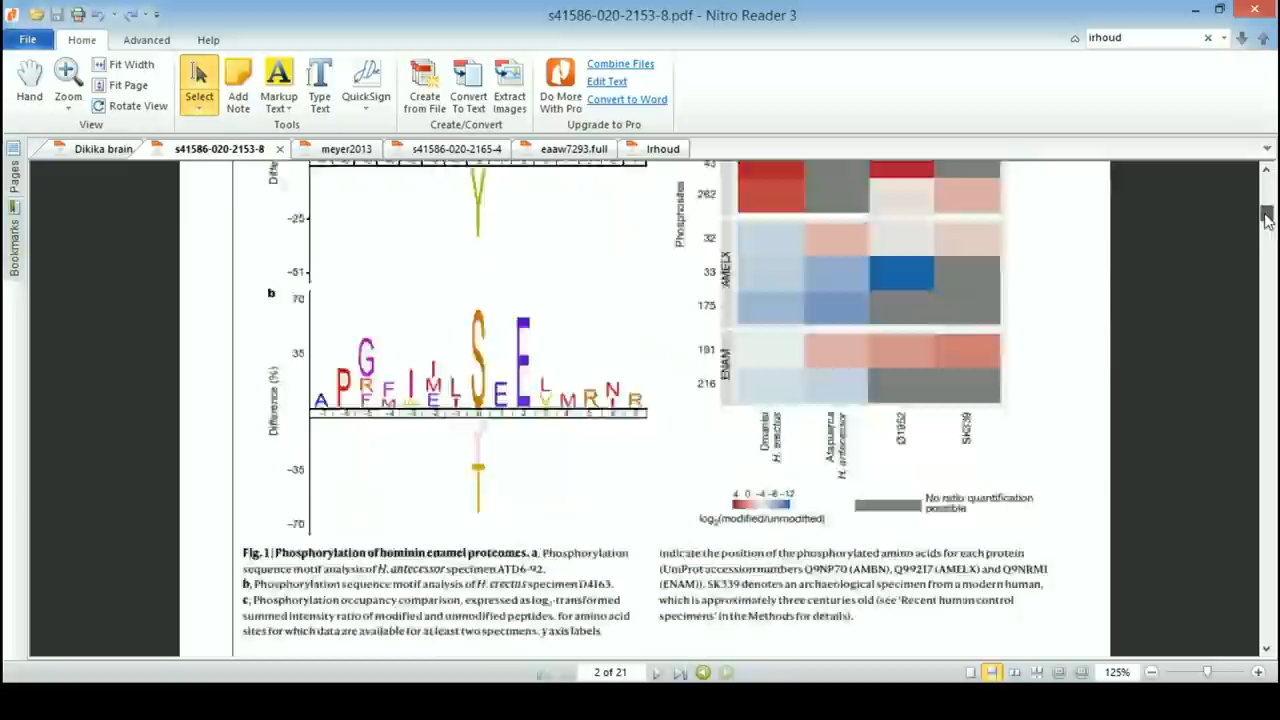 s41586-020-2153-8.pdf - Nitro Reader 3
File Home Advanced Help
irhoud
Hand
Zoom
Fit Width
Fit Page
Rotate View
View
Select
Add Note
Markup Text
Type Text
QuickSign
Tools
Create from File
Convert To Text
Extract Images
Create/Convert
Do More With Pro
Combine Files
Edit Text
Convert to Word
Upgrade to Pro
Dikika brain s41586-020-2153-8 meyer2013 s41586-020-2165-4 eaaw7293.full Irhoud
Pages
Bookmarks
Y
-25
-51
b
70
35
-35
-70
Difference (%)
A P G R F F M I M E L I S E E L M R N I R
Phosphosites
43
262
32
33
175
AMELX
191
216
ENAM
Dmanisi H. erectus
Atapuerca H. antecessor
Ø1952
SK339
4 0 -4 -8 -12
log2(modified/unmodified)
No ratio quantification possible
Fig. 1 | Phosphorylation of hominin enamel proteomes. a, Phosphorylation
sequence motif analysis of H. antecessor specimen ATD6-92.
b, Phosphorylation sequence motif analysis of H. erectus specimen D4163.
c, Phosphorylation occupancy comparison, expressed as log2-transformed
summed intensity ratio of modified and unmodified peptides, for amino acid
sites for which data are available for at least two specimens. y axis labels
indicate the position of the phosphorylated amino acids for each protein
(UniProt accession numbers Q9NP70 (AMBN), Q99217 (AMELX) and Q9NRM1
(ENAM)). SK339 denotes an archaeological specimen from a modern human,
which is approximately three centuries old (see 'Recent human control
specimens' in the Methods for details).
2 of 21
125%